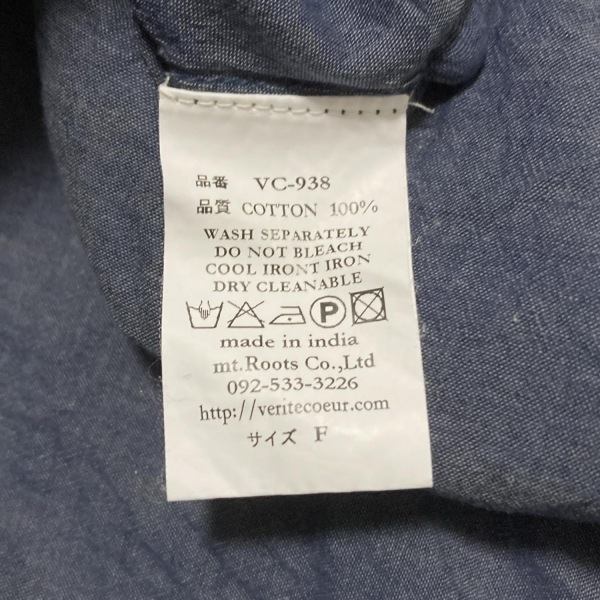 品番 VC-938
品質 COTTON 100%
WASH SEPARATELY
DO NOT BLEACH
COOL IRONT IRON
DRY CLEANABLE
P
made in india
mt.Roots Co.,Ltd
092-533-3226
http://veritecoeur.com
サイズ F